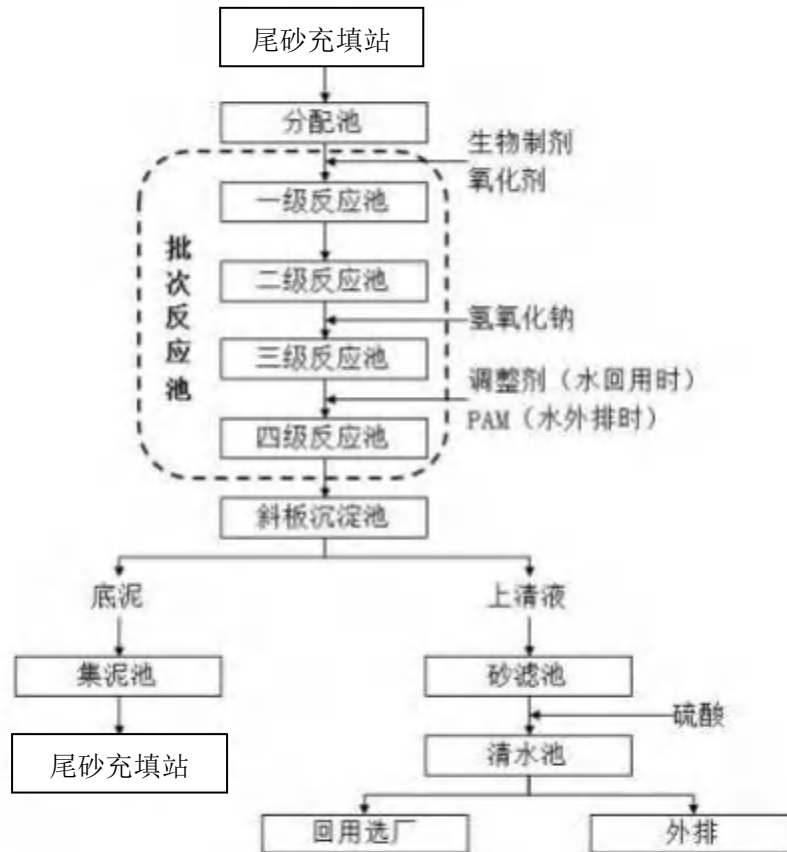 尾砂充填站
分配池
生物制剂
氧化剂
一级反应池
批次反应池
二级反应池
氢氧化钠
三级反应池
调整剂（水回用时）
PAM（水外排时）
四级反应池
斜板沉淀池
底泥
上清液
集泥池
砂滤池
硫酸
尾砂充填站
清水池
回用选厂
外排